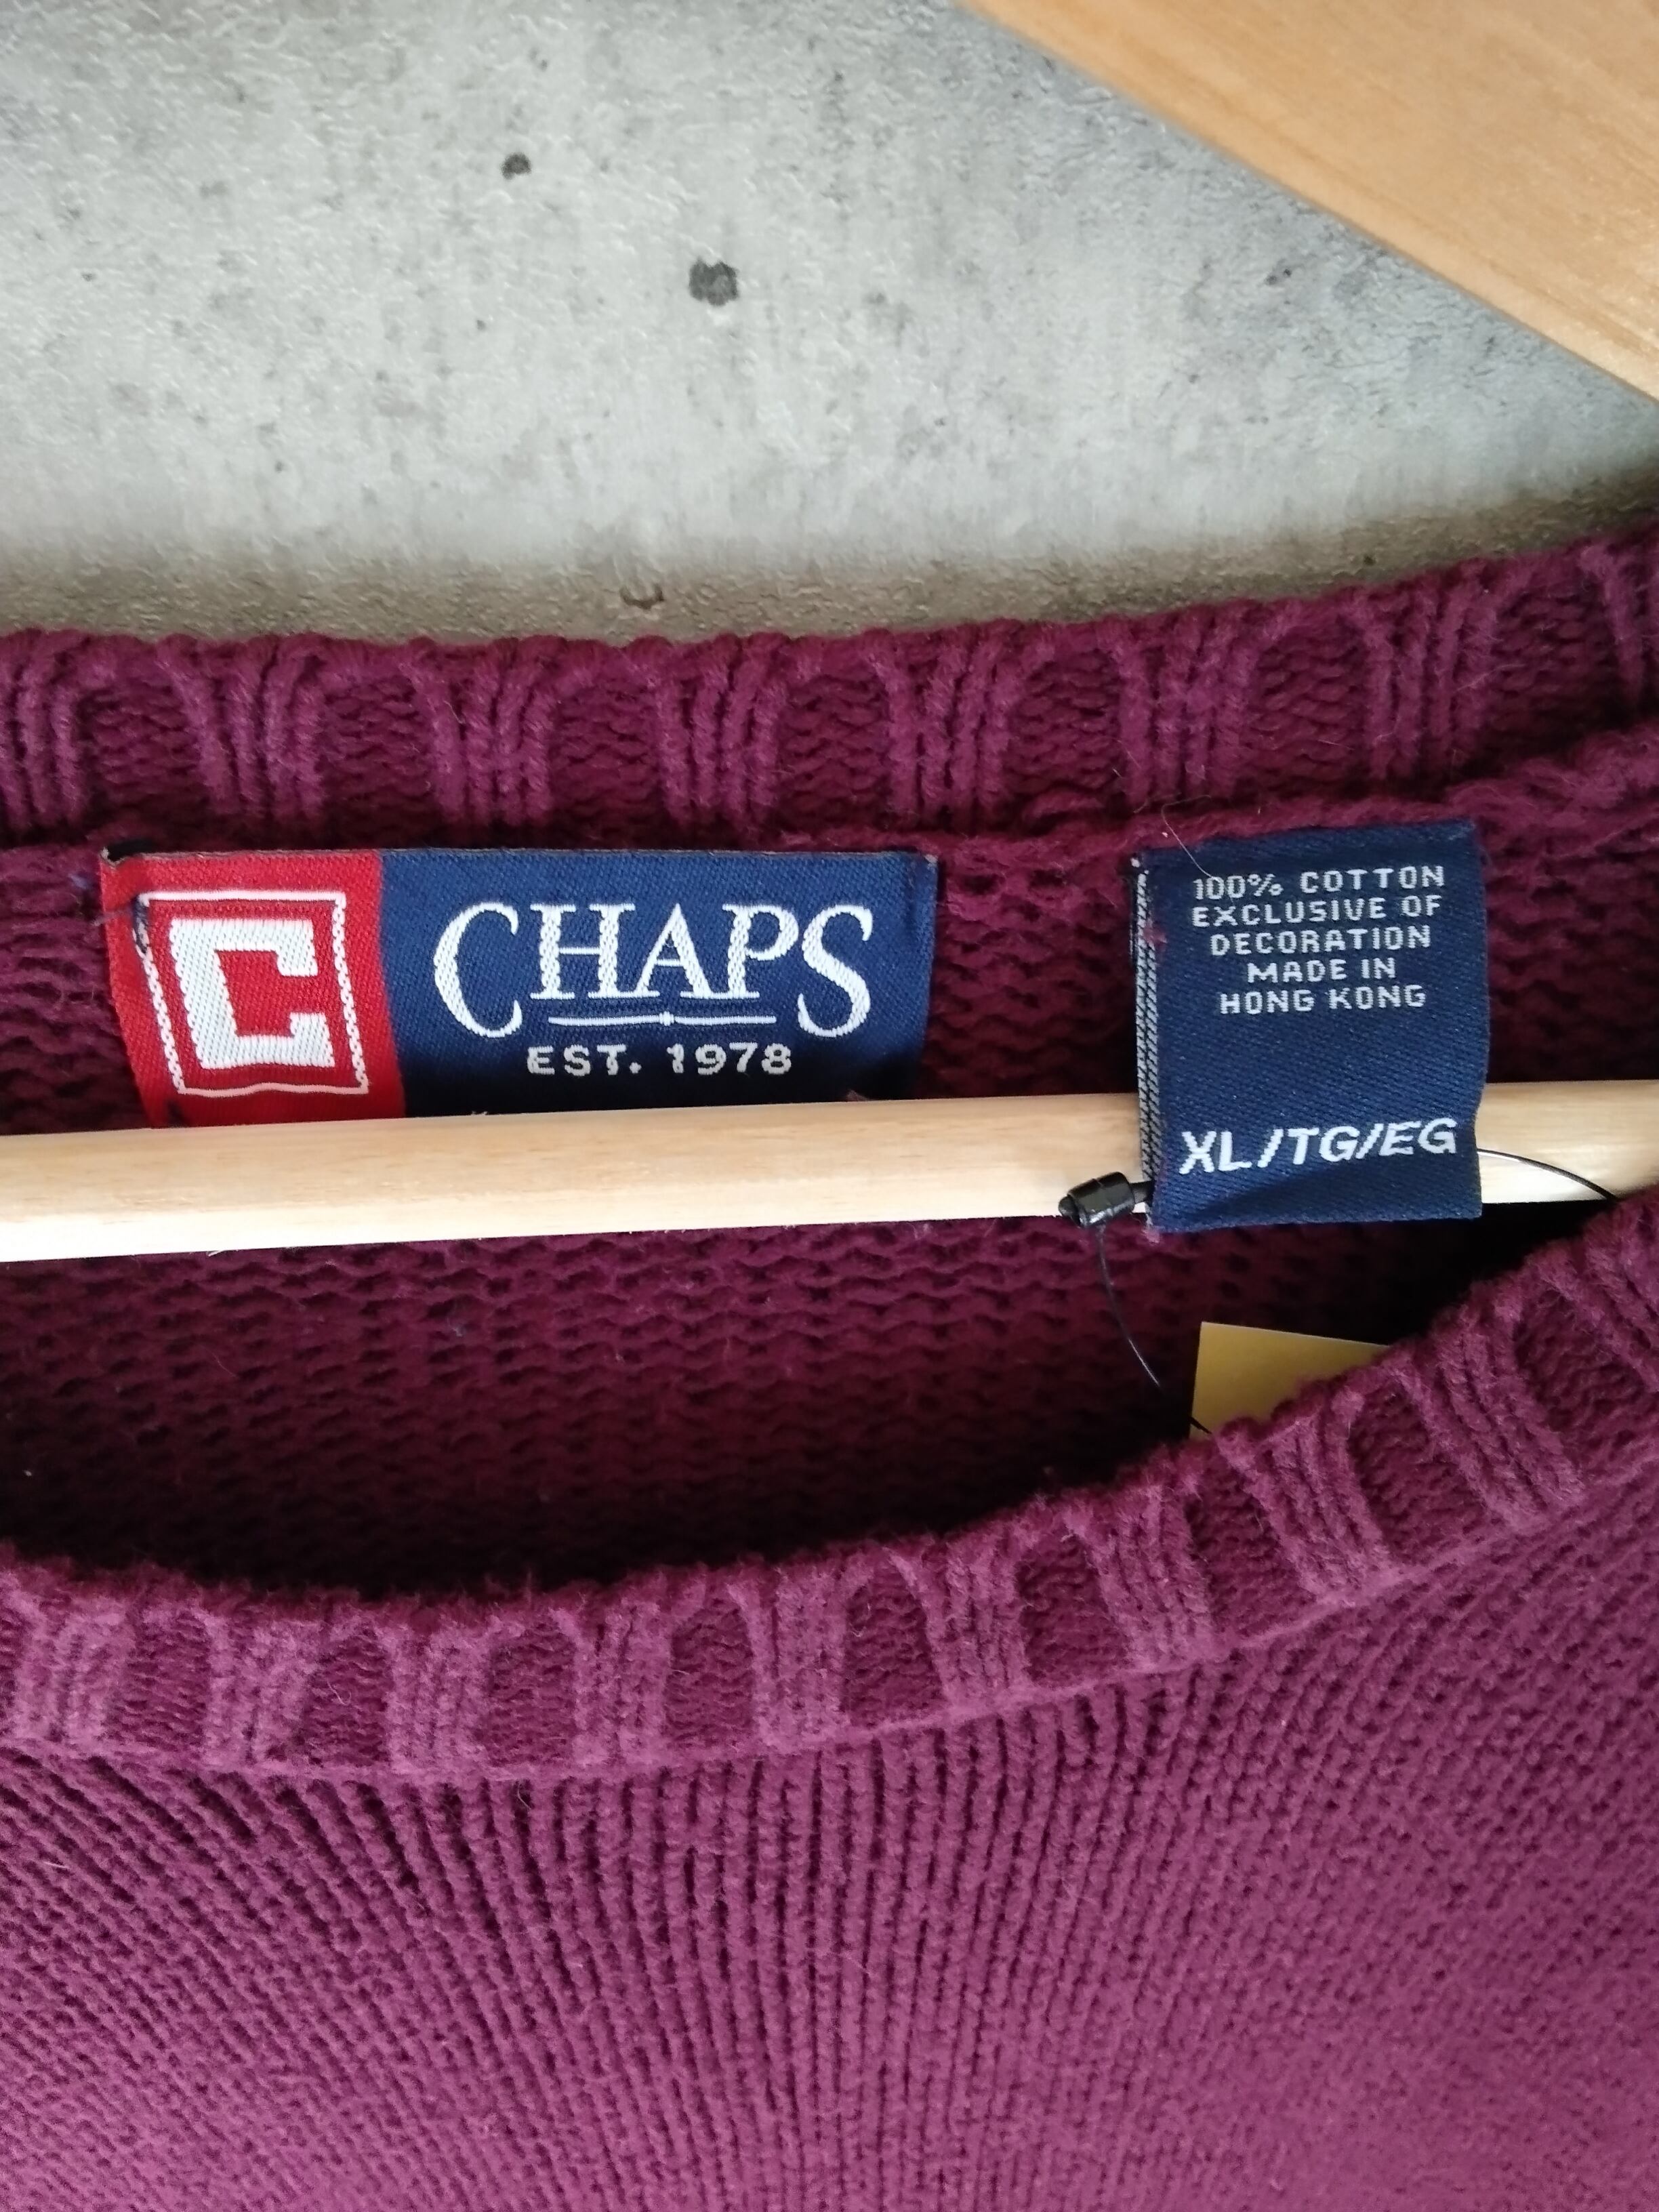 C
CHAPS
EST. 1978
100% COTTON
EXCLUSIVE OF
DECORATION
MADE IN
HONG KONG
XL/TG/EG